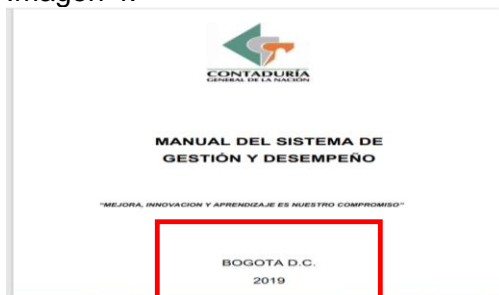 Imagen 4.
CONTADURÍA
GENERAL DE LA NACIÓN
MANUAL DEL SISTEMA DE
GESTIÓN Y DESEMPEÑO
"MEJORA, INNOVACION Y APRENDIZAJE ES NUESTRO COMPROMISO"
BOGOTA D.C.
2019